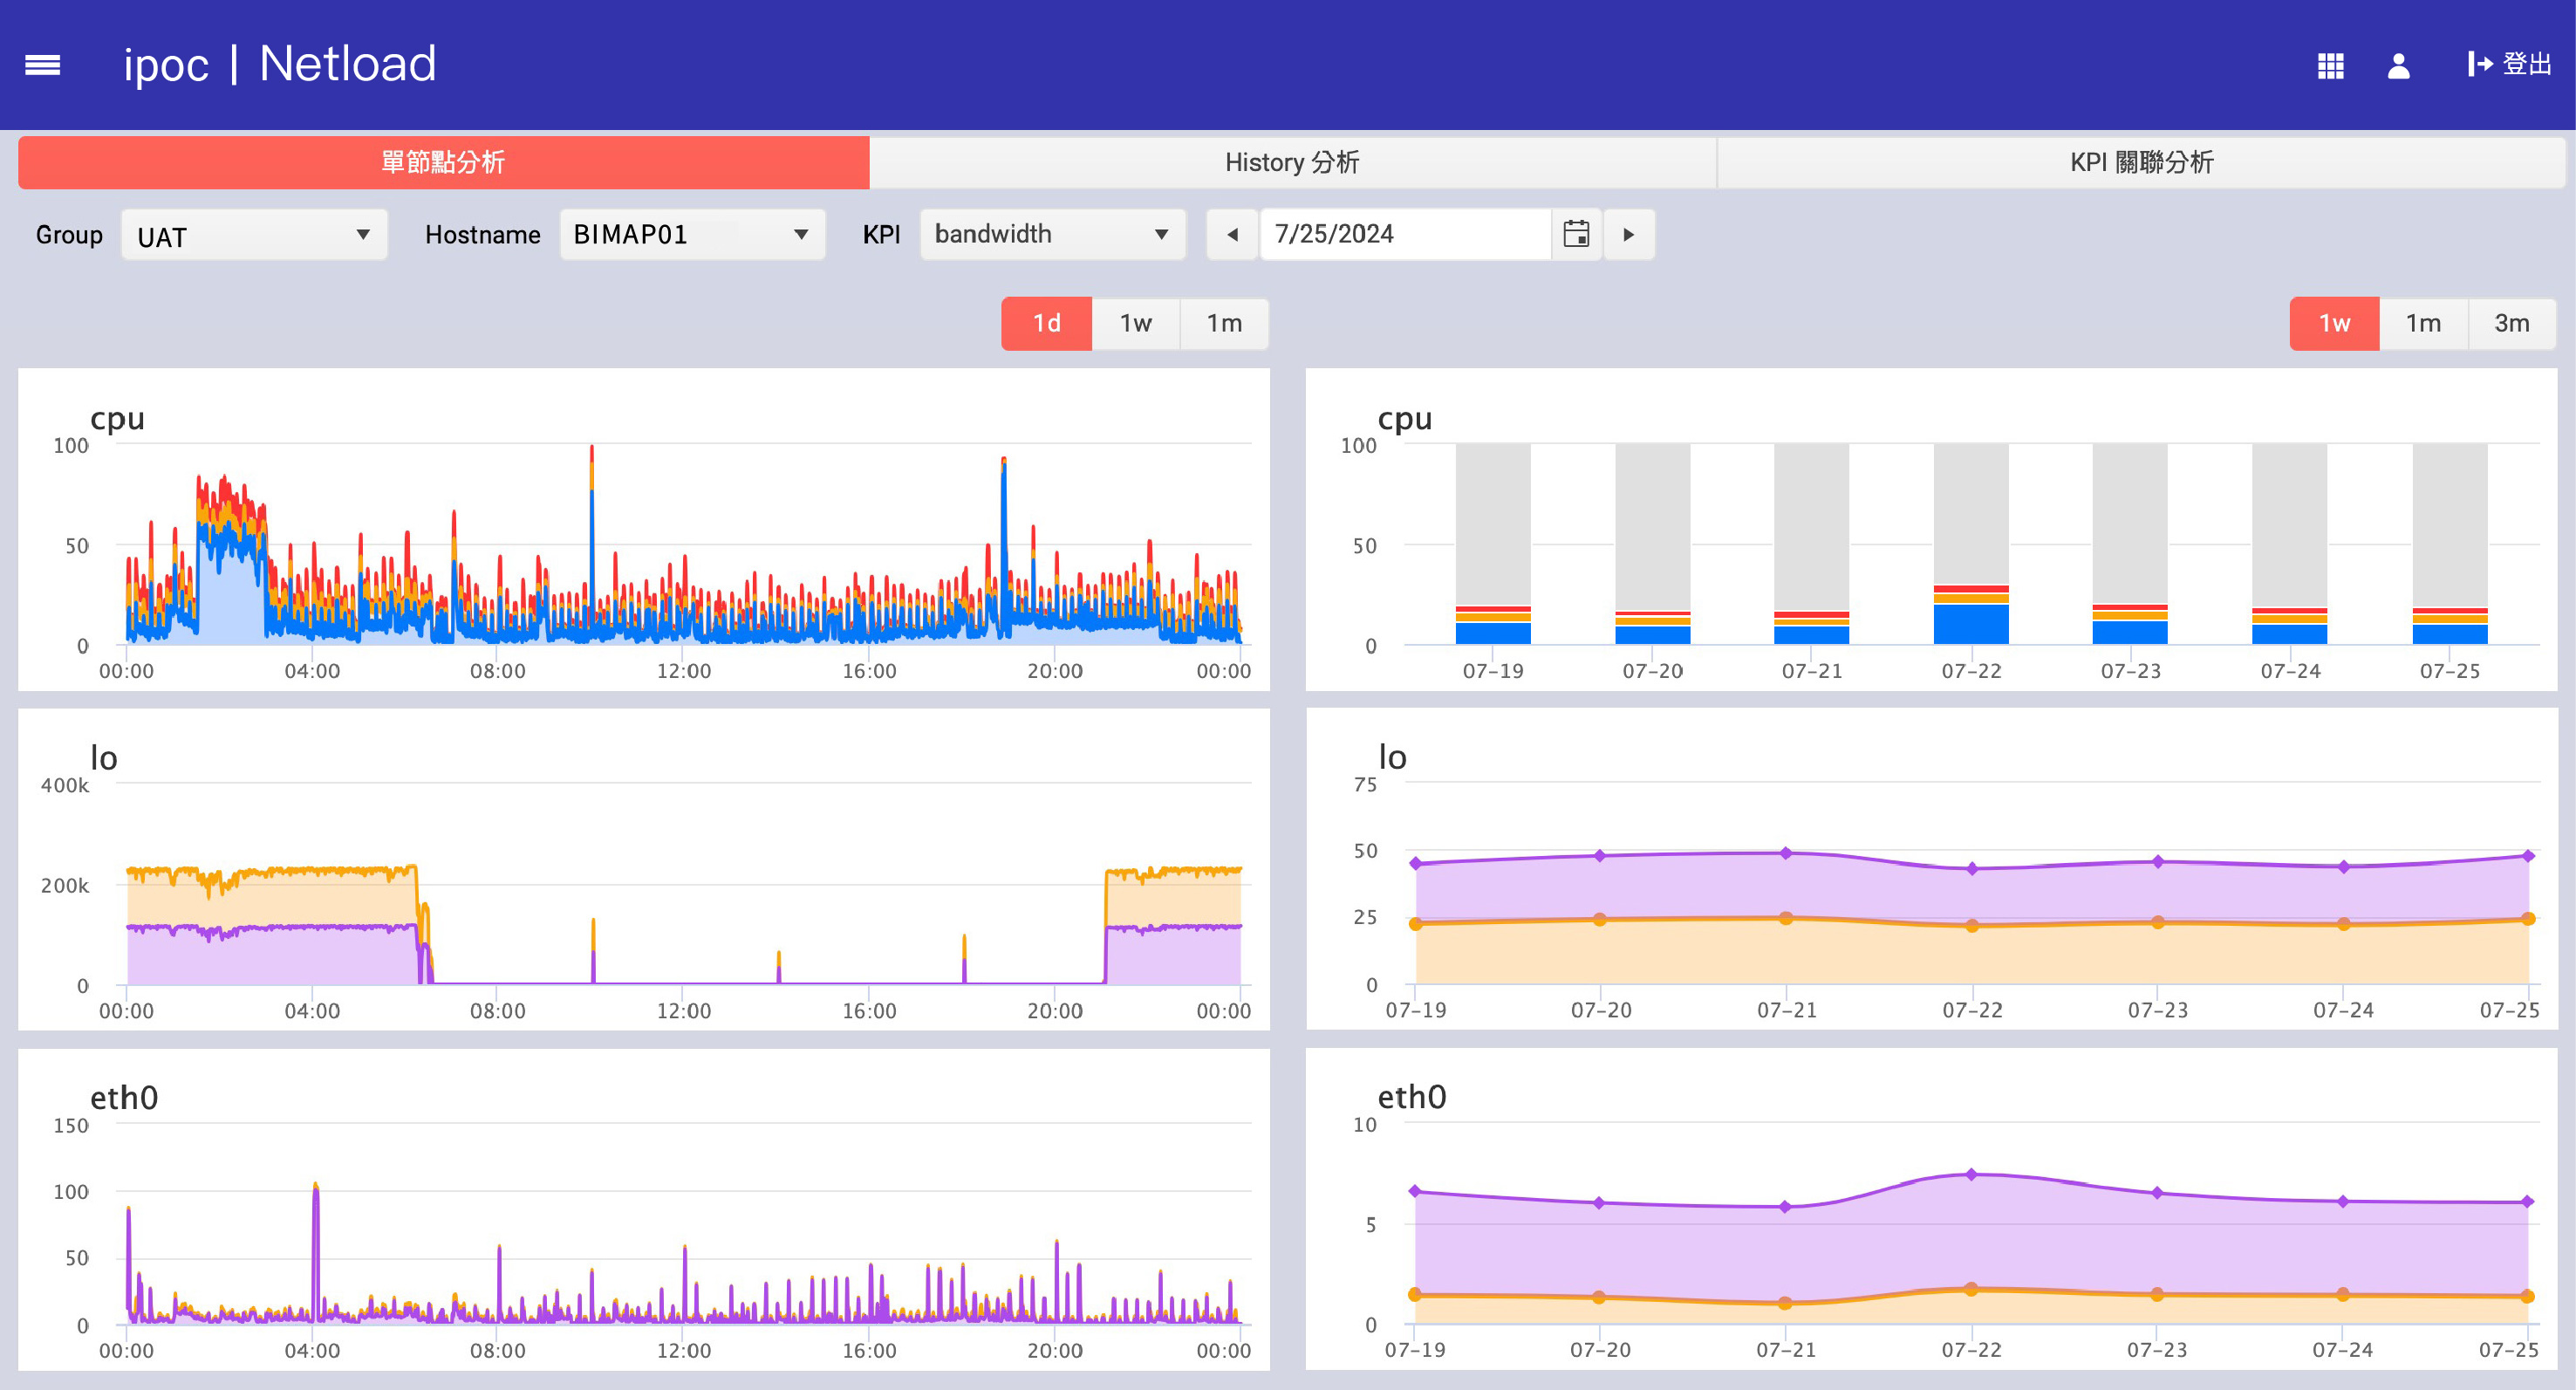 ipoc | Netload
登出
單節點分析
History 分析
KPI 關聯分析
Group
UAT
Hostname
BIMAP01
KPI
bandwidth
7/25/2024
1d
1w
1m
1w
1m
3m
cpu
100
50
0
00:00
04:00
08:00
12:00
16:00
20:00
00:00
cpu
100
50
0
07-19
07-20
07-21
07-22
07-23
07-24
07-25
lo
400k
200k
0
00:00
04:00
08:00
12:00
16:00
20:00
00:00
lo
75
50
25
0
07-19
07-20
07-21
07-22
07-23
07-24
07-25
eth0
150
100
50
0
00:00
04:00
08:00
12:00
16:00
20:00
00:00
eth0
10
5
0
07-19
07-20
07-21
07-22
07-23
07-24
07-25